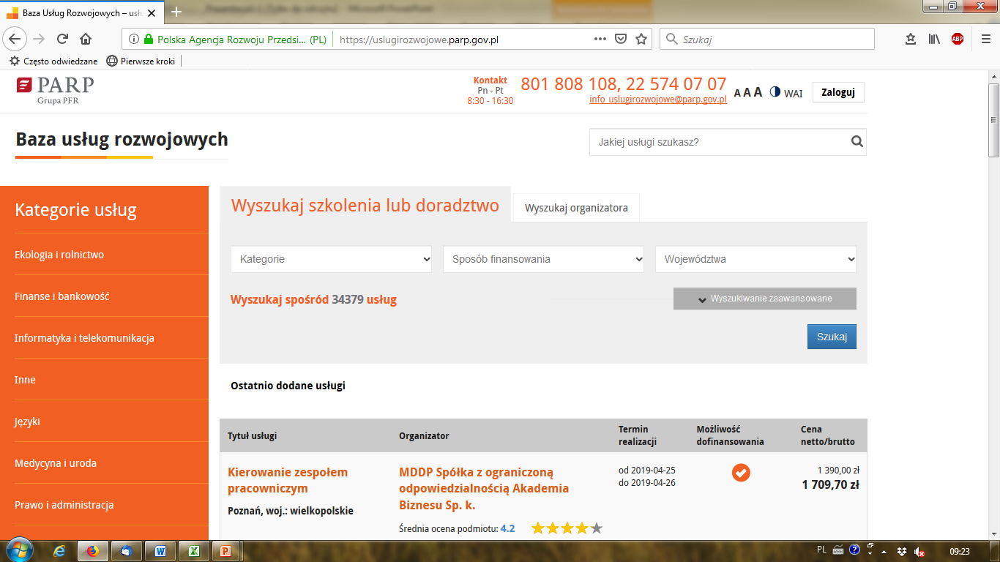 Baza Usług Rozwojowych – usłu
Polska Agencja Rozwoju Przedsi... (PL)
https://uslugirozwojowe.parp.gov.pl
Szukaj
ABP
Często odwiedzane
Pierwsze kroki
PARP
Grupa PFR
Kontakt
Pn - Pt
8:30 - 16:30
801 808 108, 22 574 07 07
info_uslugirozwojowe@parp.gov.pl
A A A
WAI
Zaloguj
Baza usług rozwojowych
Jakiej usługi szukasz?
Kategorie usług
Ekologia i rolnictwo
Finanse i bankowość
Informatyka i telekomunikacja
Inne
Języki
Medycyna i uroda
Prawo i administracja
Wyszukaj szkolenia lub doradztwo
Wyszukaj organizatora
Kategorie
Sposób finansowania
Województwa
Wyszukaj spośród 34379 usług
Wyszukiwanie zaawansowane
Szukaj
Ostatnio dodane usługi
Tytuł usługi
Organizator
Termin
realizacji
Możliwość
dofinansowania
Cena
netto/brutto
Kierowanie zespołem
pracowniczym
Poznań, woj.: wielkopolskie
MDDP Spółka z ograniczoną
odpowiedzialnością Akademia
Biznesu Sp. k.
Średnia ocena podmiotu: 4.2
od 2019-04-25
do 2019-04-26
1 390,00 zł
1 709,70 zł
PL
09:23